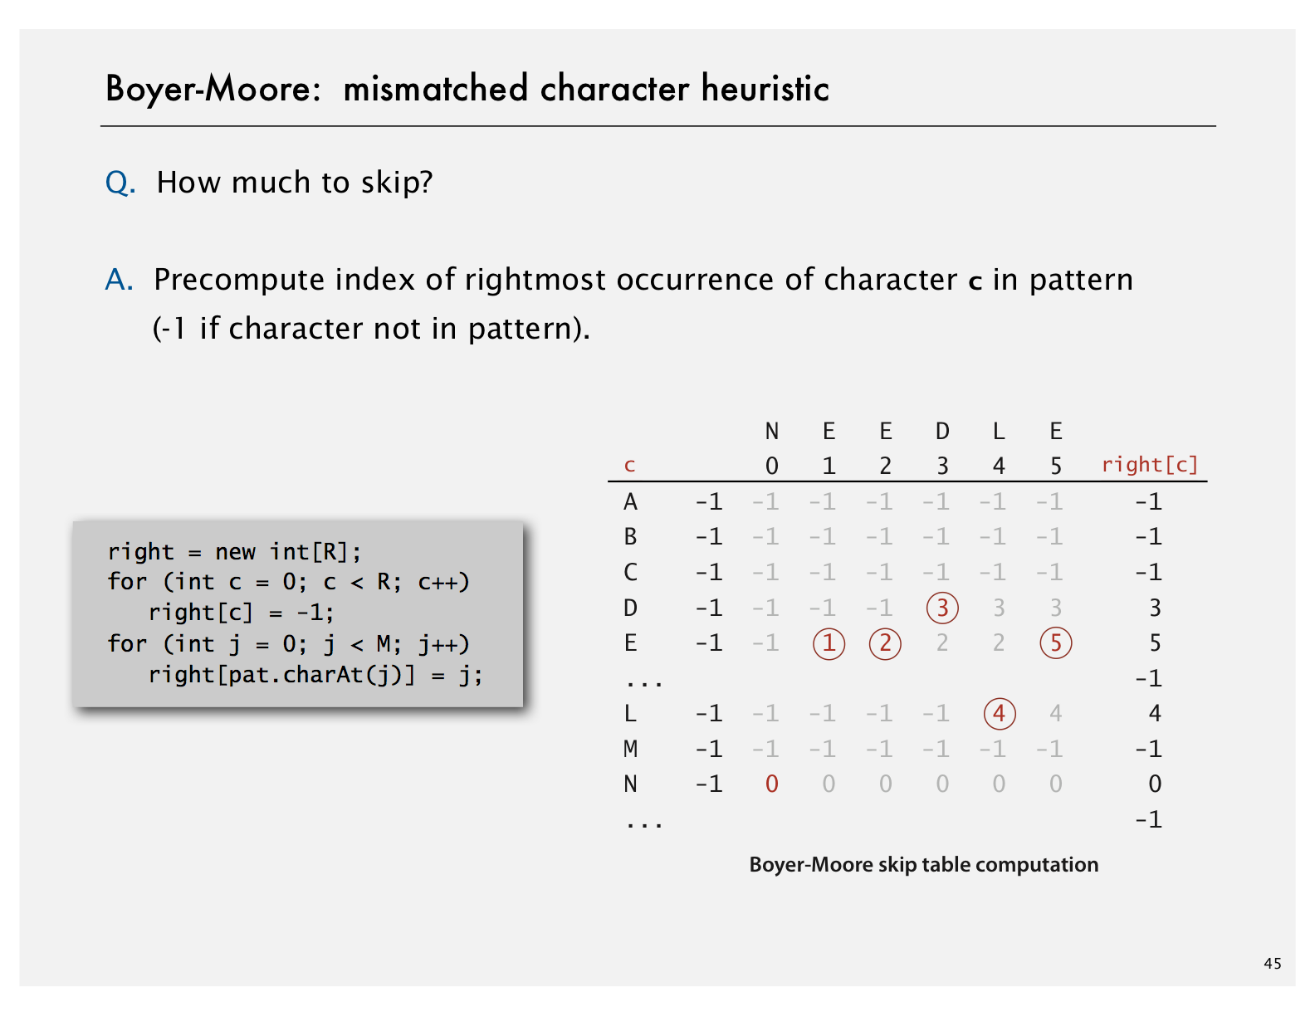 Boyer-Moore: mismatched character heuristic
Q. How much to skip?
A. Precompute index of rightmost occurrence of character c in pattern
(-1 if character not in pattern).
right = new int[R];
for (int c = 0; c < R; c++)
   right[c] = -1;
for (int j = 0; j < M; j++)
   right[pat.charAt(j)] = j;
N E E D L E
c 0 1 2 3 4 5 right[c]
A -1 -1 -1 -1 -1 -1 -1 -1
B -1 -1 -1 -1 -1 -1 -1 -1
C -1 -1 -1 -1 -1 -1 -1 -1
D -1 -1 -1 -1 3 3 3 3
E -1 -1 1 2 2 2 5 5
... -1
L -1 -1 -1 -1 -1 4 4 4
M -1 -1 -1 -1 -1 -1 -1 -1
N -1 0 0 0 0 0 0 0
... -1
Boyer-Moore skip table computation
45